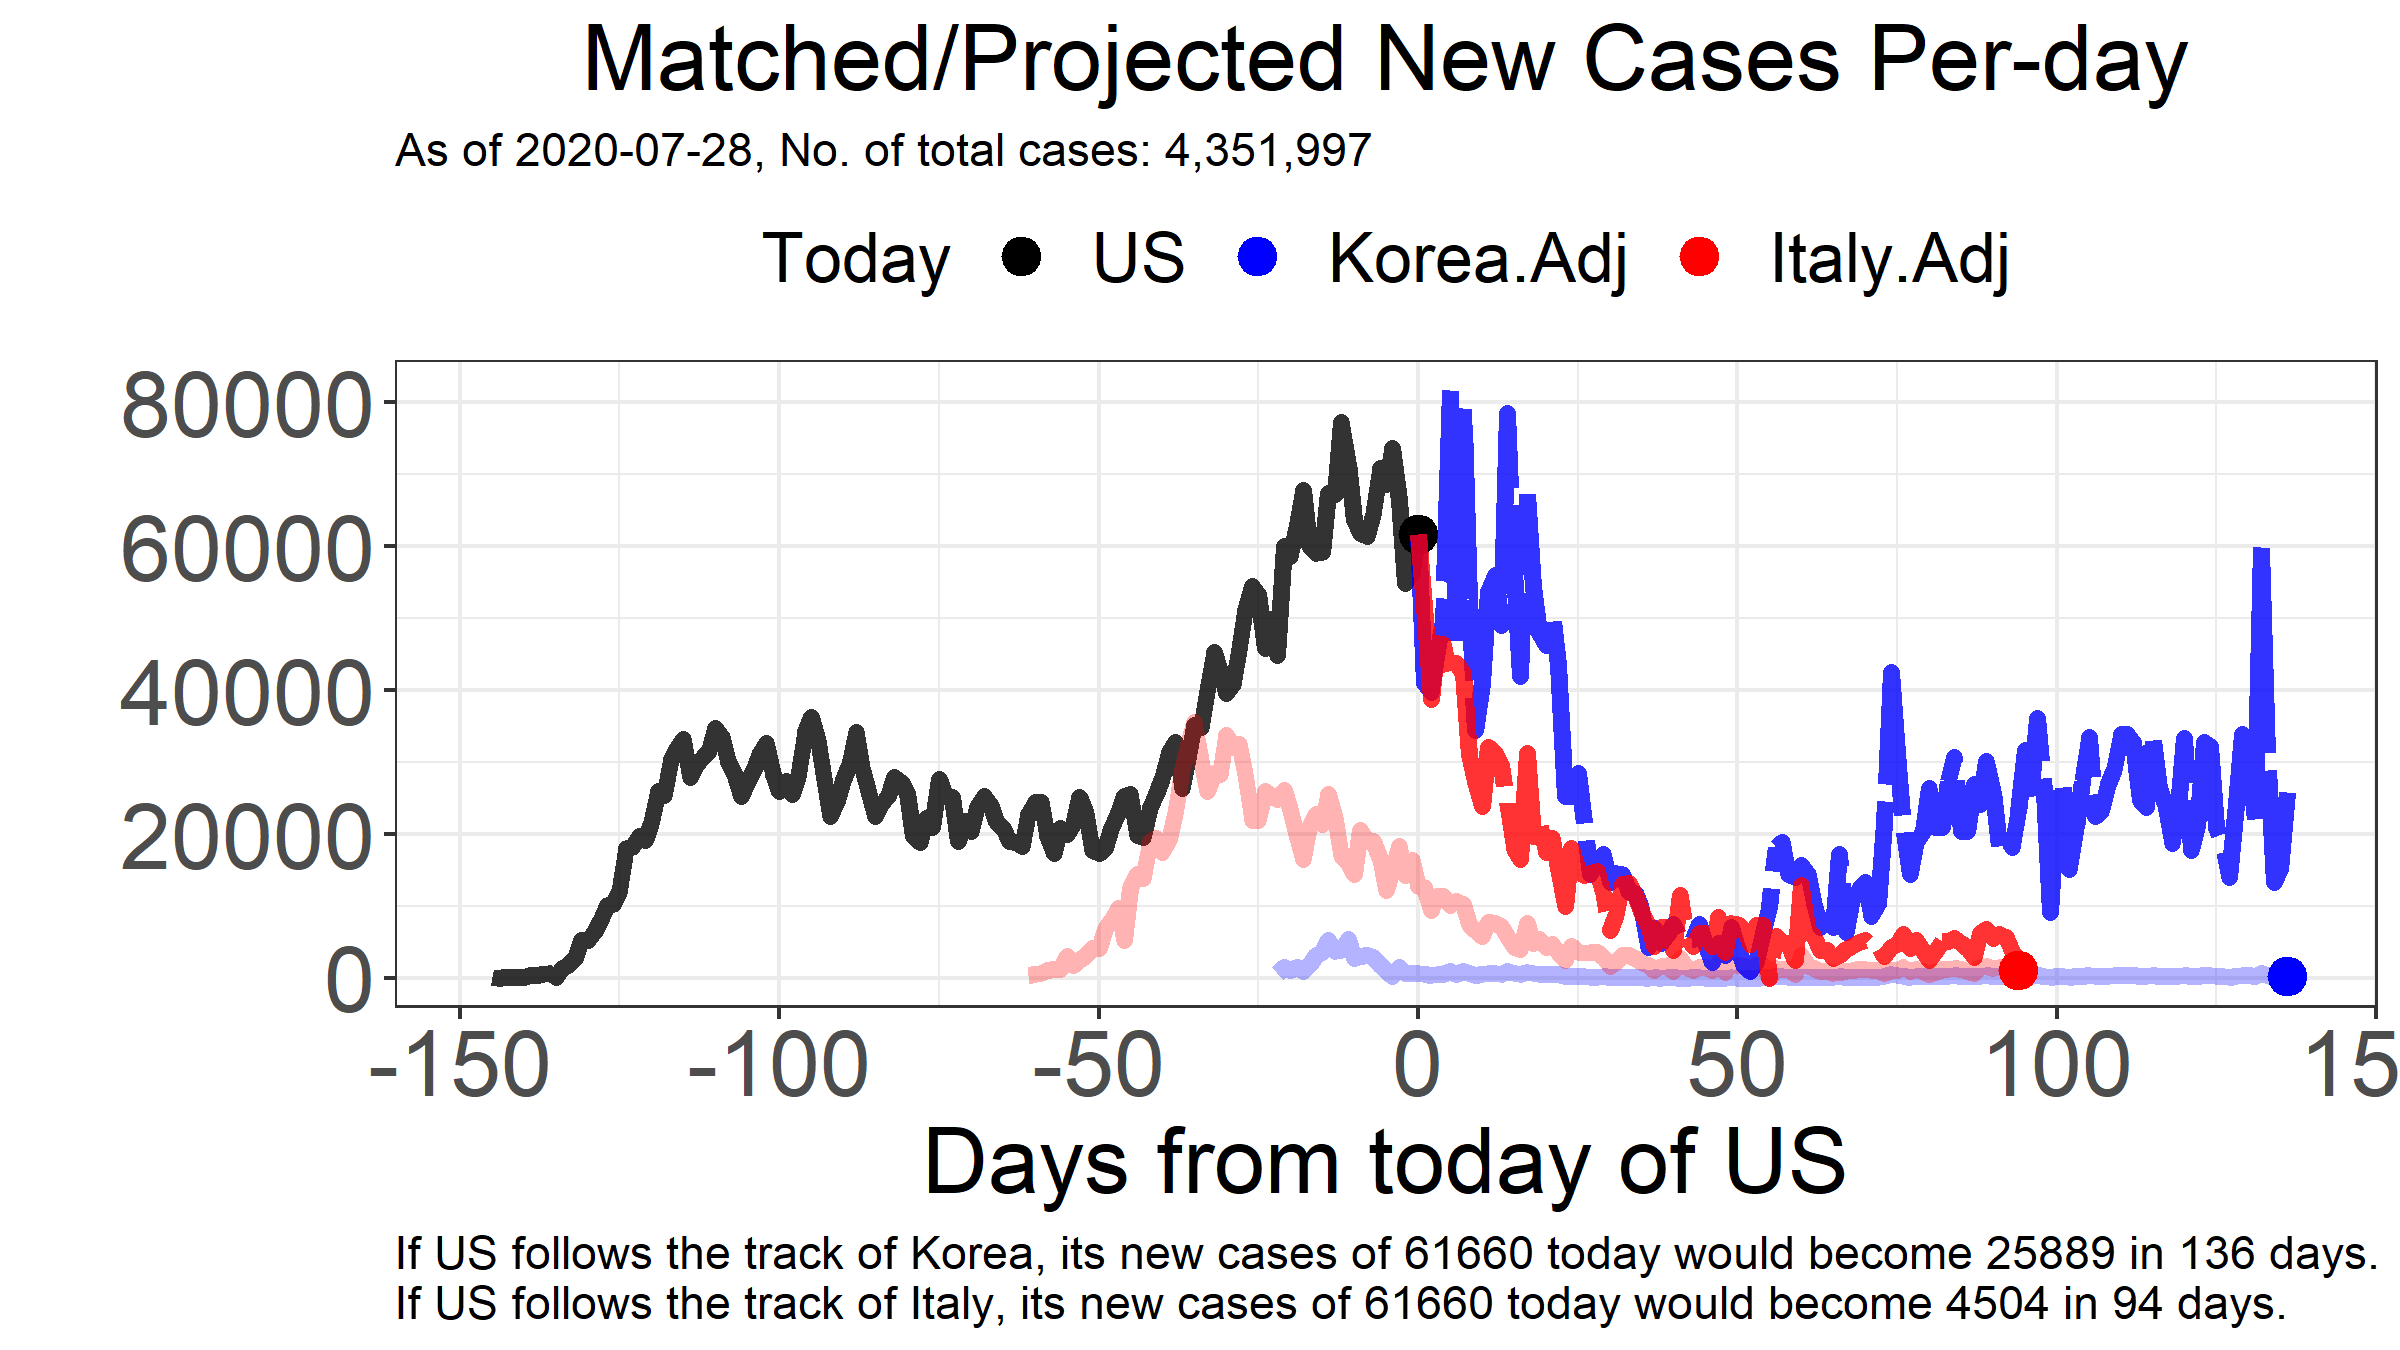 Matched/Projected New Cases Per-day
As of 2020-07-28, No. of total cases: 4,351,997
Today US Korea.Adj Italy.Adj
80000
60000
40000
20000
0
-150 -100 -50 0 50 100 15
Days from today of US
If US follows the track of Korea, its new cases of 61660 today would become 25889 in 136 days.
If US follows the track of Italy, its new cases of 61660 today would become 4504 in 94 days.